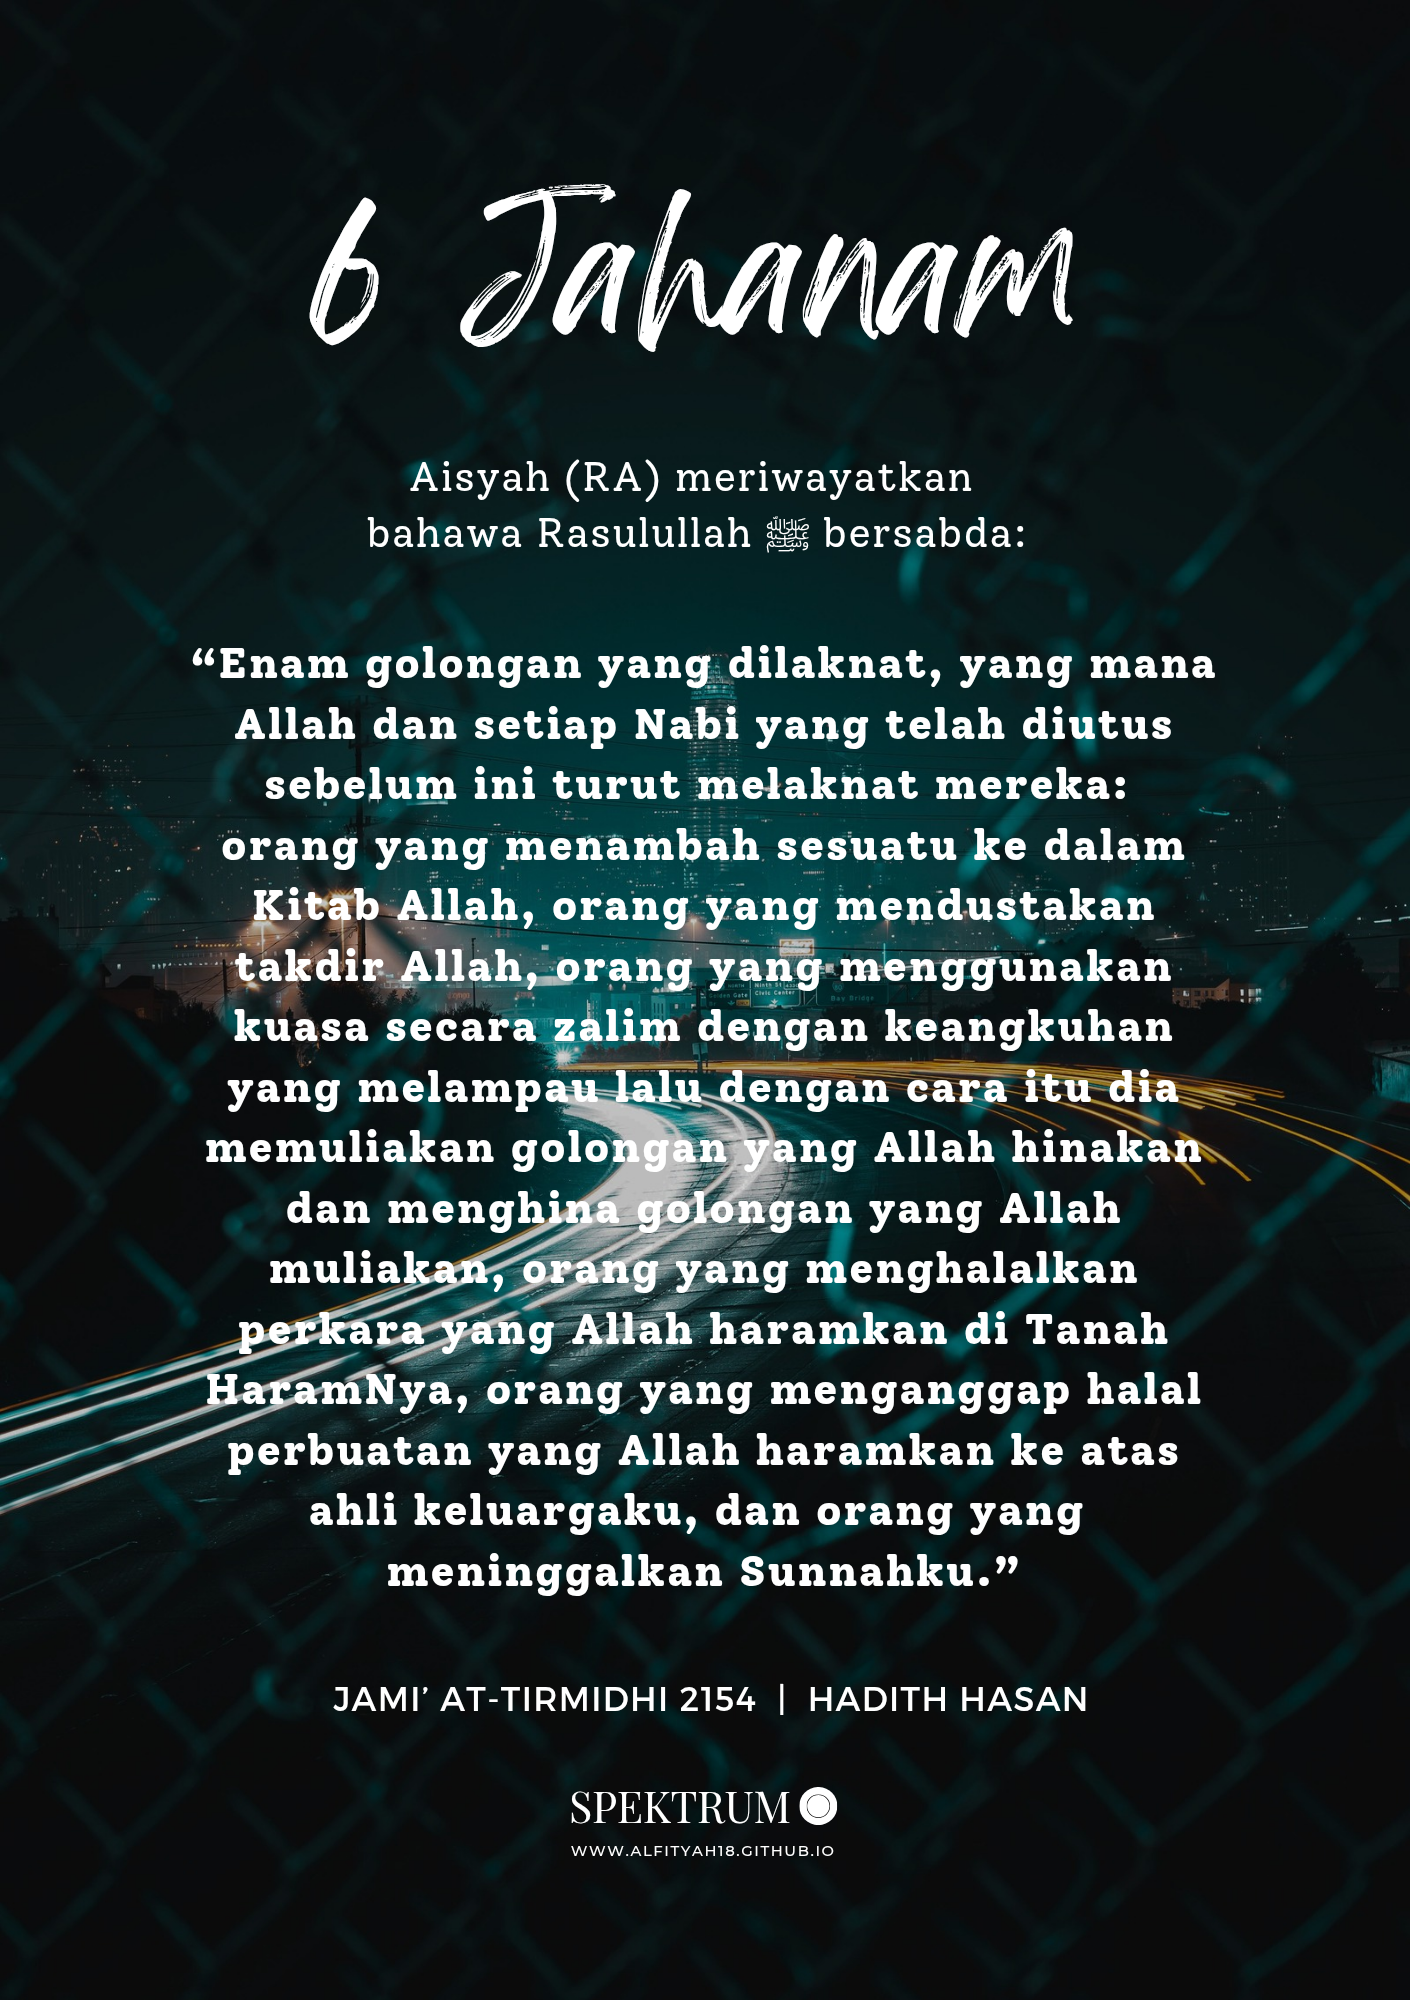 6 Jahanam
Aisyah (RA) meriwayatkan
bahawa Rasulullah ﷺ bersabda:
“Enam golongan yang dilaknat, yang mana
Allah dan setiap Nabi yang telah diutus
sebelum ini turut melaknat mereka:
orang yang menambah sesuatu ke dalam
Kitab Allah, orang yang mendustakan
takdir Allah, orang yang menggunakan
kuasa secara zalim dengan keangkuhan
yang melampau lalu dengan cara itu dia
memuliakan golongan yang Allah hinakan
dan menghina golongan yang Allah
muliakan, orang yang menghalalkan
perkara yang Allah haramkan di Tanah
HaramNya, orang yang menganggap halal
perbuatan yang Allah haramkan ke atas
ahli keluargaku, dan orang yang
meninggalkan Sunnahku.”
JAMI’ AT-TIRMIDHI 2154 | HADITH HASAN
SPEKTRUM
WWW.ALFITYAH18.GITHUB.IO